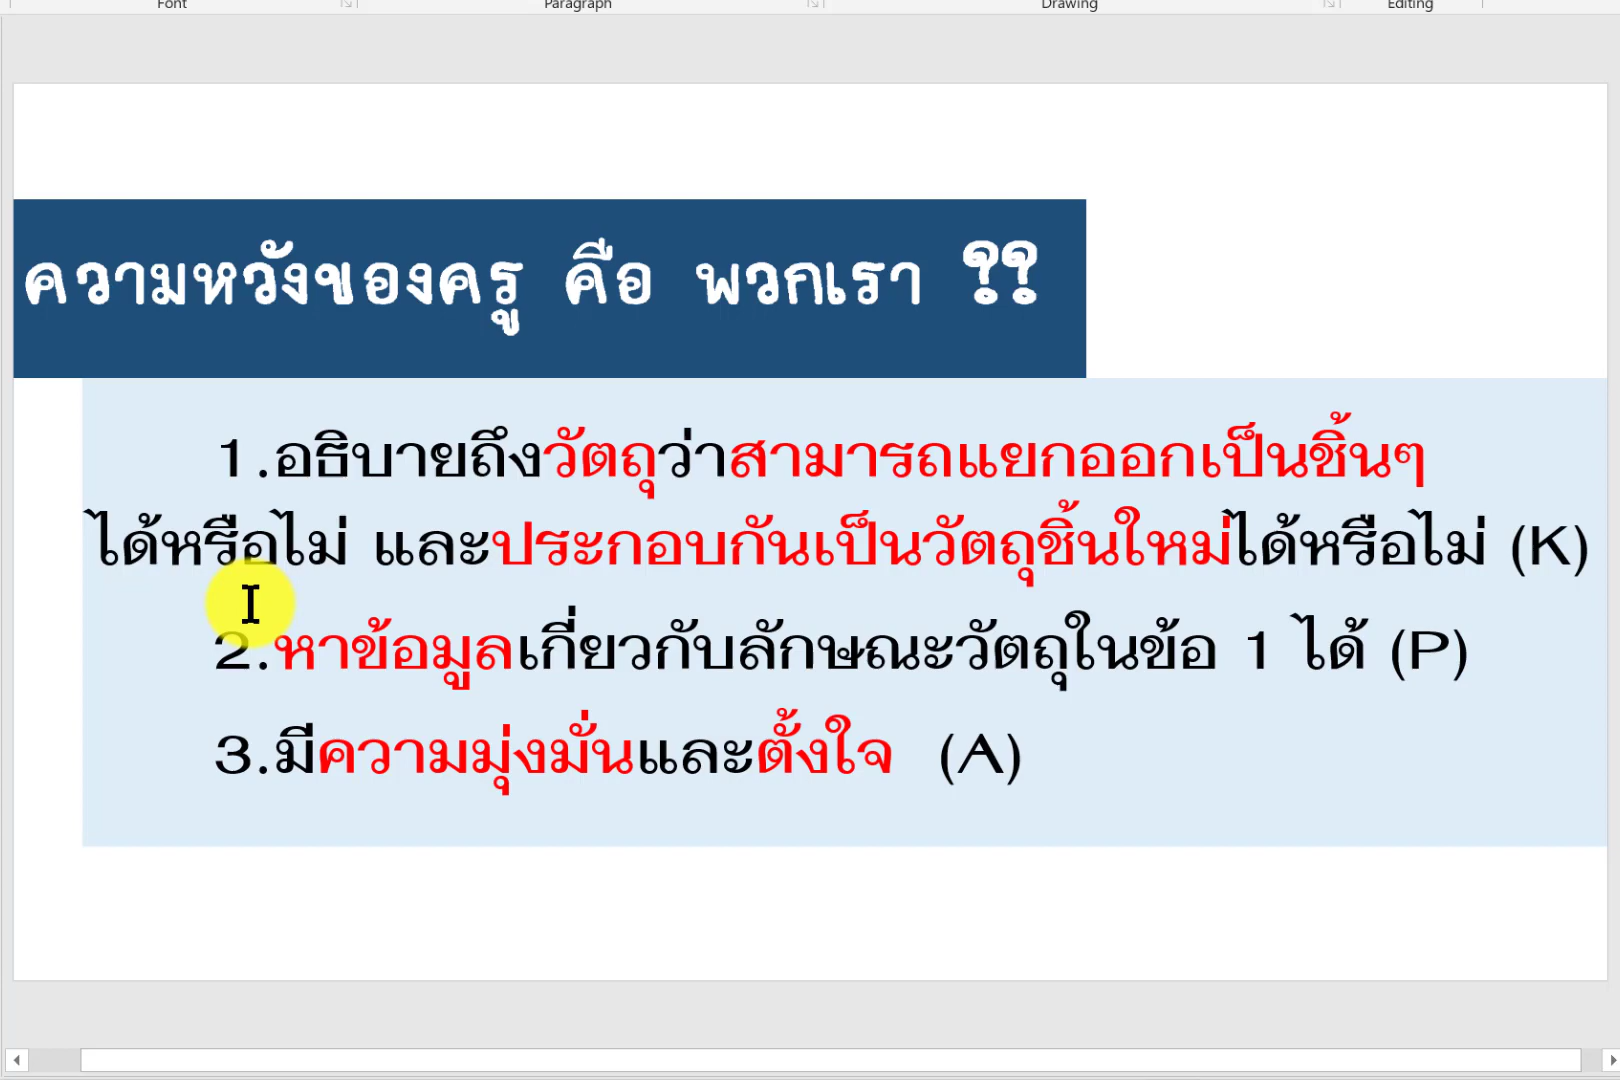 Font Paragraph Drawing Editing
ความหวังของครู คือ พวกเรา ??
1.อธิบายถึงวัตถุว่าสามารถแยกออกเป็นชิ้นๆ
ได้หรือไม่ และประกอบกันเป็นวัตถุชิ้นใหม่ได้หรือไม่ (K)
2.หาข้อมูลเกี่ยวกับลักษณะวัตถุในข้อ 1 ได้ (P)
3.มีความมุ่งมั่นและตั้งใจ (A)